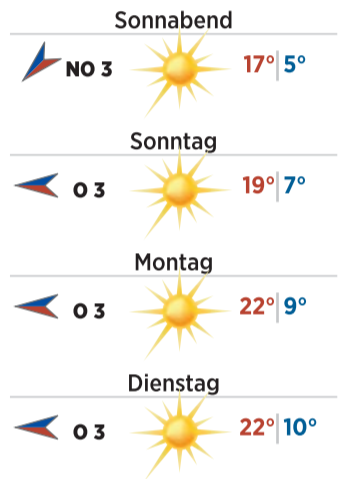 Sonnabend
NO 3 17° 5°
Sonntag
O 3 19° 7°
Montag
O 3 22° 9°
Dienstag
O 3 22° 10°